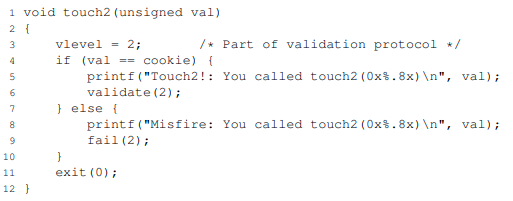 1 void touch2(unsigned val)
2 {
3     vlevel = 2;       /* Part of validation protocol */
4     if (val == cookie) {
5         printf("Touch2!: You called touch2(0x%.8x)\n", val);
6         validate(2);
7     } else {
8         printf("Misfire: You called touch2(0x%.8x)\n", val);
9         fail(2);
10     }
11     exit(0);
12 }